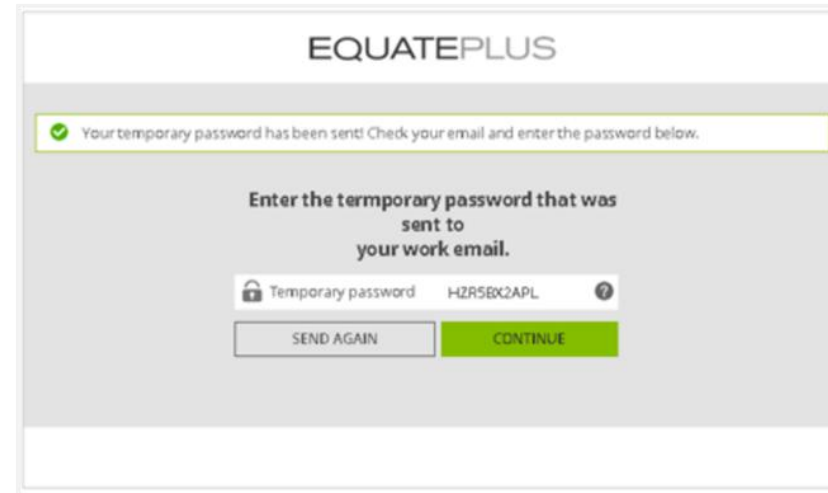 EQUATEPLUS
Your temporary password has been sent! Check your email and enter the password below.
Enter the termporary password that was
sent to
your work email.
Temporary password HZR5BX2APL ?
SEND AGAIN CONTINUE